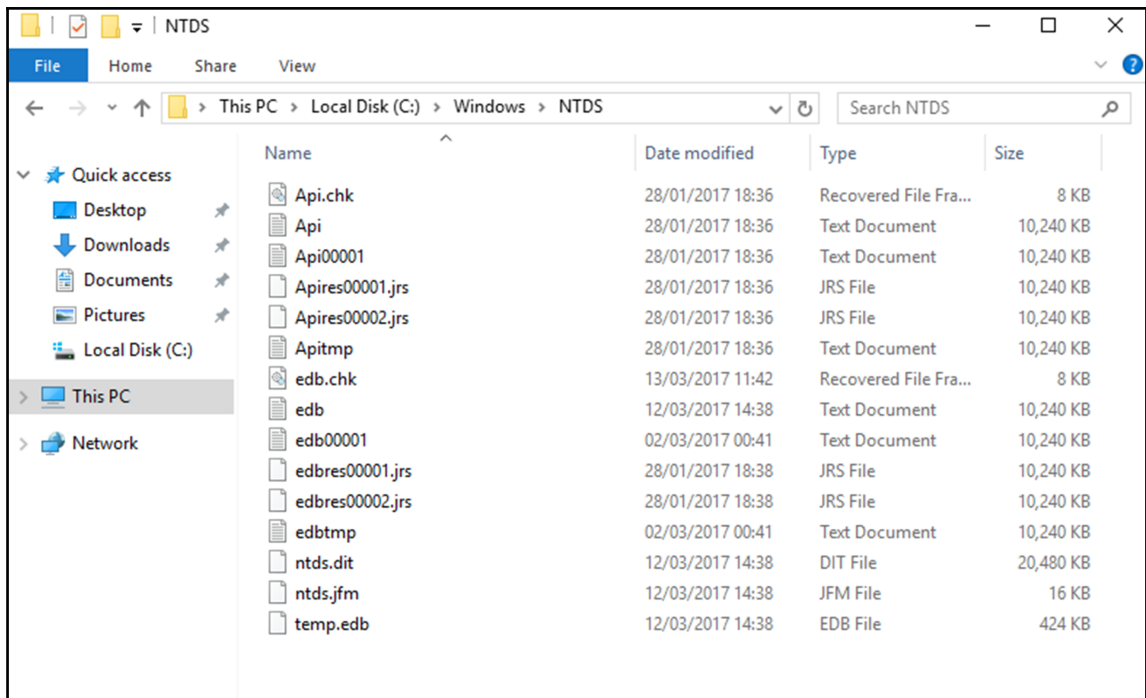 NTDS
File Home Share View
This PC > Local Disk (C:) > Windows > NTDS Search NTDS
Name Date modified Type Size
Quick access
Desktop
Downloads
Documents
Pictures
Local Disk (C:)
This PC
Network
Api.chk 28/01/2017 18:36 Recovered File Fra... 8 KB
Api 28/01/2017 18:36 Text Document 10,240 KB
Api00001 28/01/2017 18:36 Text Document 10,240 KB
Apires00001.jrs 28/01/2017 18:36 JRS File 10,240 KB
Apires00002.jrs 28/01/2017 18:36 JRS File 10,240 KB
Apitmp 28/01/2017 18:36 Text Document 10,240 KB
edb.chk 13/03/2017 11:42 Recovered File Fra... 8 KB
edb 12/03/2017 14:38 Text Document 10,240 KB
edb00001 02/03/2017 00:41 Text Document 10,240 KB
edbres00001.jrs 28/01/2017 18:38 JRS File 10,240 KB
edbres00002.jrs 28/01/2017 18:38 JRS File 10,240 KB
edbtmp 02/03/2017 00:41 Text Document 10,240 KB
ntds.dit 12/03/2017 14:38 DIT File 20,480 KB
ntds.jfm 12/03/2017 14:38 JFM File 16 KB
temp.edb 12/03/2017 14:38 EDB File 424 KB